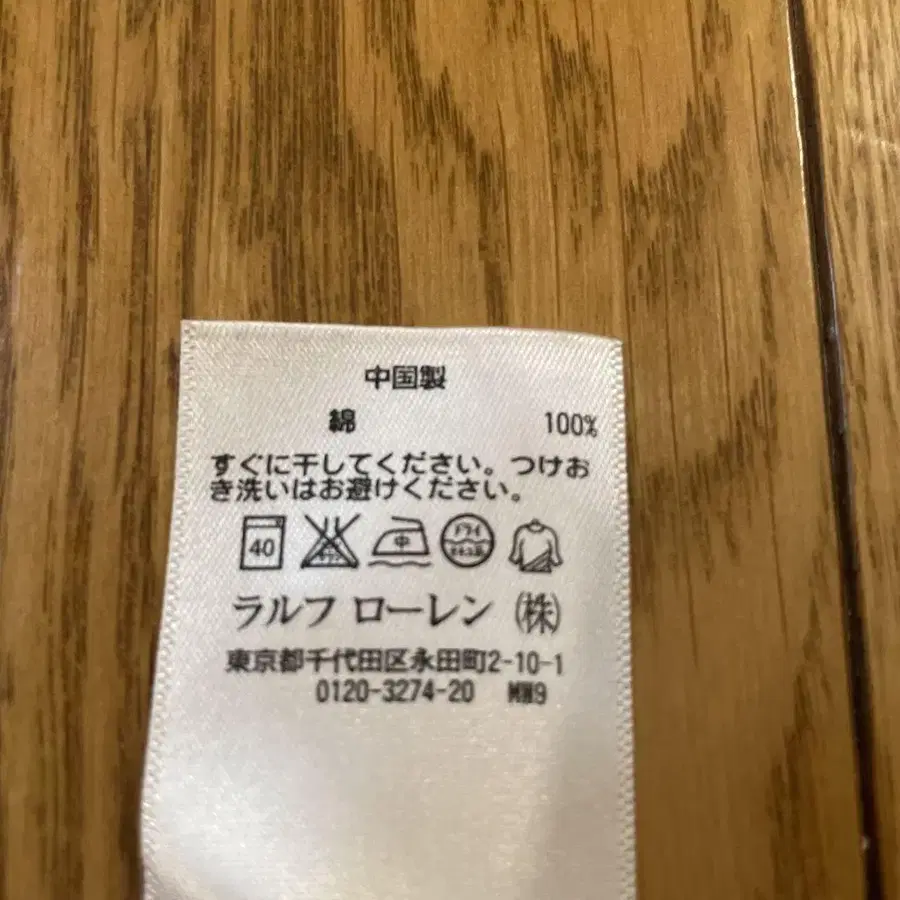 中国製
綿 100%
すぐに干してください。つけお
き洗いはお避けください。
40 中 ドライ
ラルフ ローレン ㈱
東京都千代田区永田町2-10-1
0120-3274-20 MW9